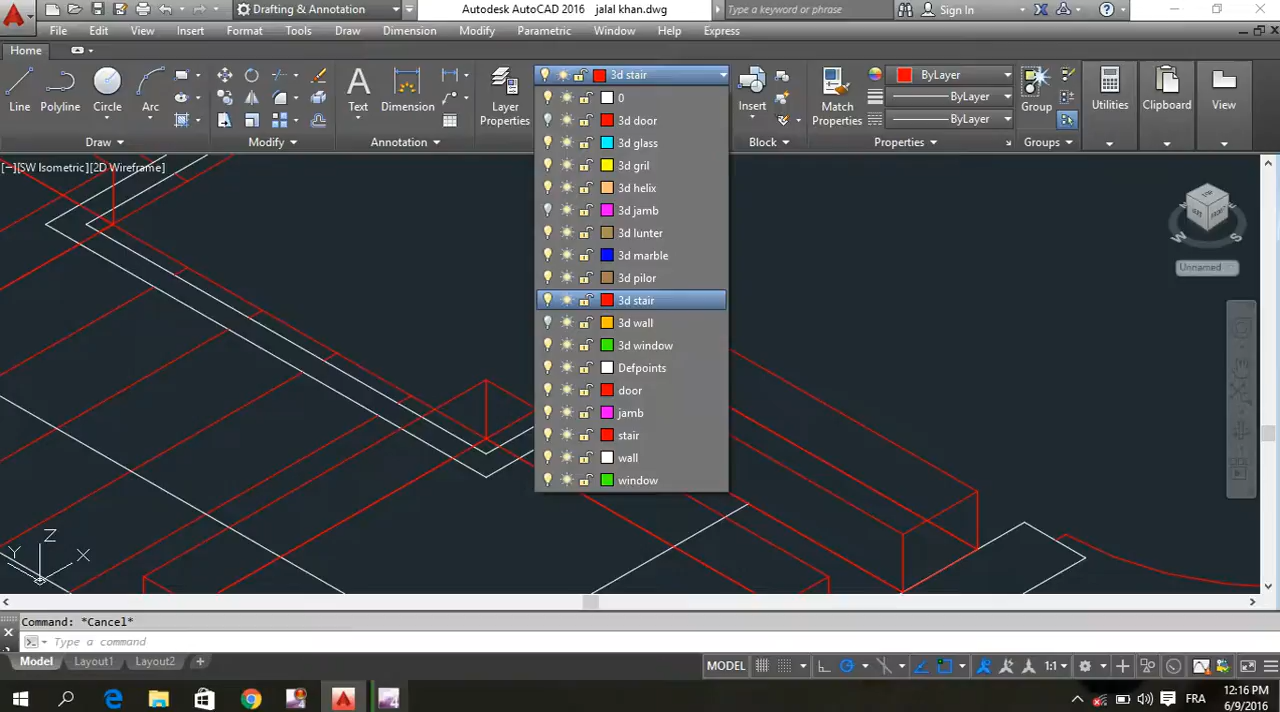 Drafting & Annotation
Autodesk AutoCAD 2016 jalal khan.dwg
Type a keyword or phrase
Sign In
File Edit View Insert Format Tools Draw Dimension Modify Parametric Window Help Express
Home
Line Polyline Circle Arc
Text Dimension
Layer
Properties
3d stair
Insert
Match
Properties
ByLayer
ByLayer
ByLayer
Group
Utilities
Clipboard
View
Draw Modify Annotation Block Properties Groups
0
3d door
3d glass
3d gril
3d helix
3d jamb
3d lunter
3d marble
3d pilor
3d stair
3d wall
3d window
Defpoints
door
jamb
stair
wall
window
[−][SW Isometric][2D Wireframe]
TOP
LEFT
FRONT
W
S
Unnamed
Z
Y
X
Command: *Cancel*
Type a command
Model Layout1 Layout2 +
MODEL
1:1
FRA
12:16 PM
6/9/2016